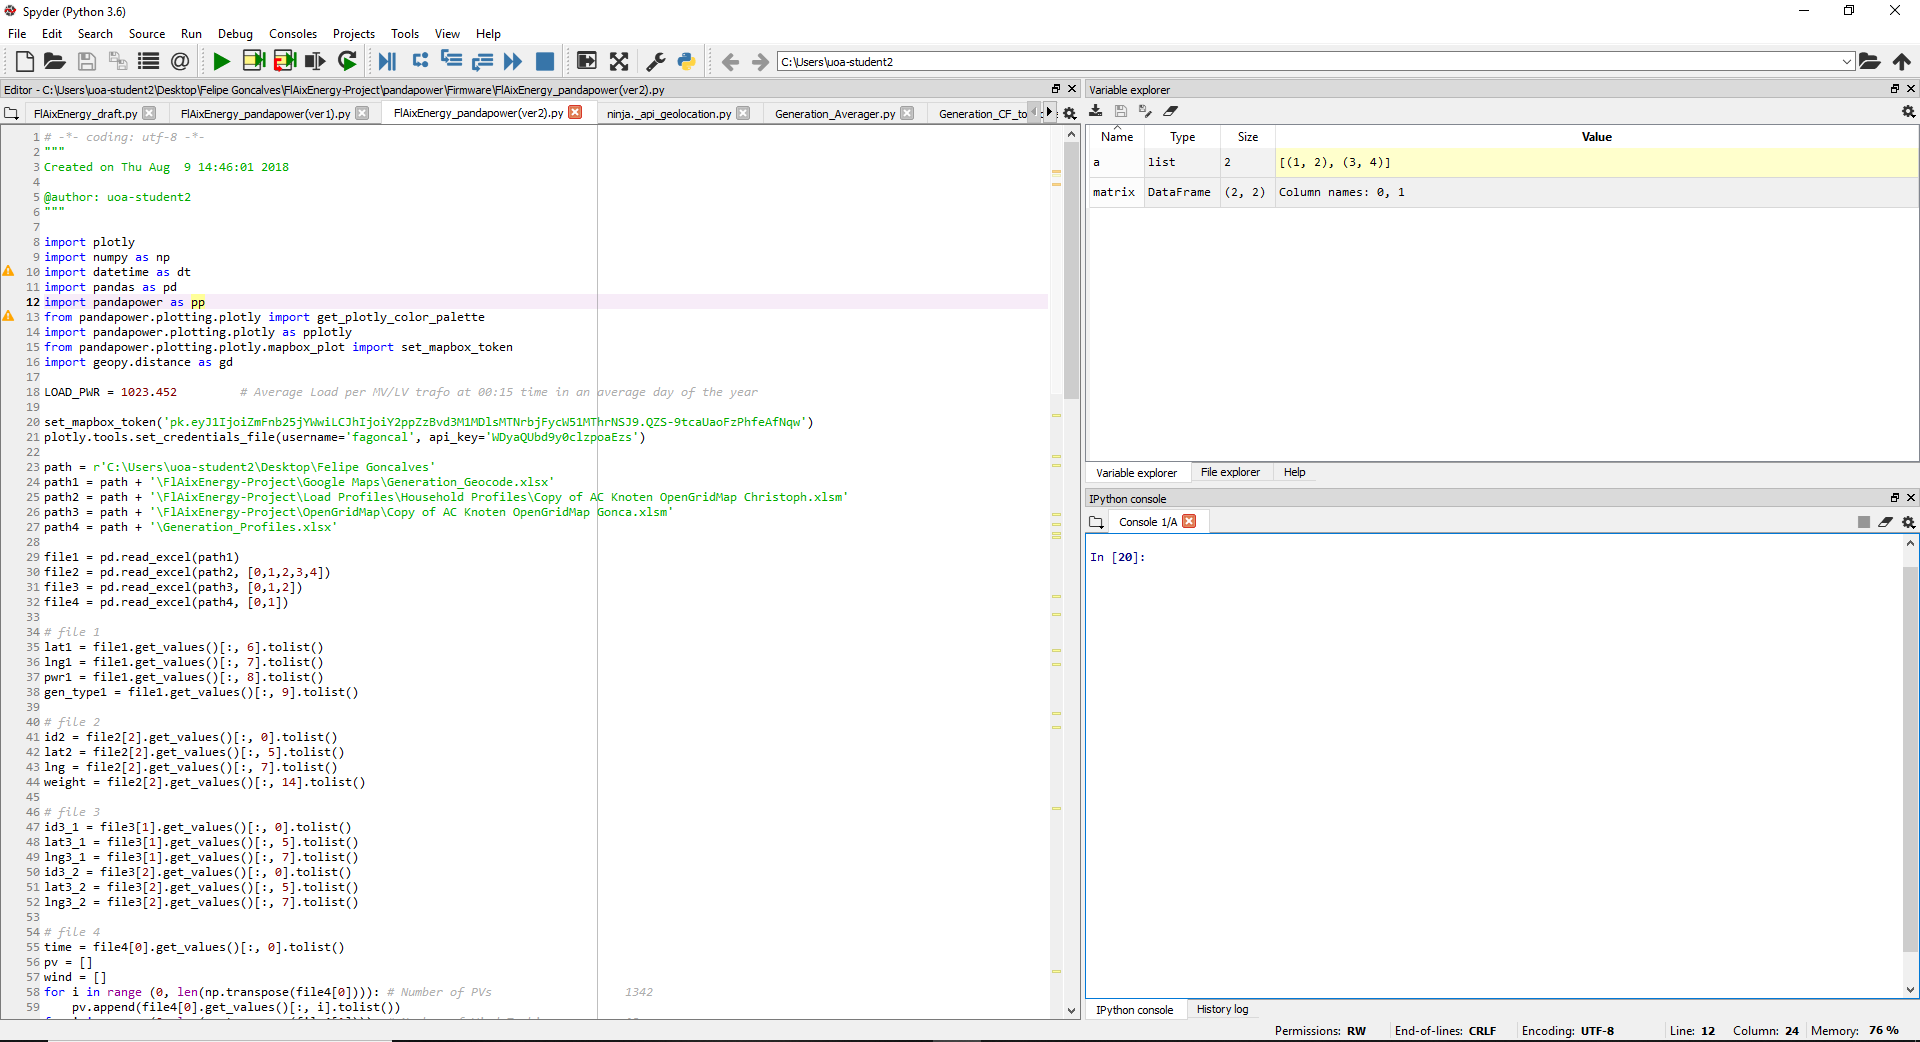 Spyder (Python 3.6)
File Edit Search Source Run Debug Consoles Projects Tools View Help
C:\Users\uoa-student2
Editor - C:\Users\uoa-student2\Desktop\Felipe Goncalves\FlAixEnergy-Project\pandapower\Firmware\FlAixEnergy_pandapower(ver2).py
FlAixEnergy_draft.py FlAixEnergy_pandapower(ver1).py FlAixEnergy_pandapower(ver2).py ninja._api_geolocation.py Generation_Averager.py Generation_CF_to
1 # -*- coding: utf-8 -*-
2 """
3 Created on Thu Aug  9 14:46:01 2018
4
5 @author: uoa-student2
6 """
7
8 import plotly
9 import numpy as np
10 import datetime as dt
11 import pandas as pd
12 import pandapower as pp
13 from pandapower.plotting.plotly import get_plotly_color_palette
14 import pandapower.plotting.plotly as pplotly
15 from pandapower.plotting.plotly.mapbox_plot import set_mapbox_token
16 import geopy.distance as gd
17
18 LOAD_PWR = 1023.452         # Average Load per MV/LV trafo at 00:15 time in an average day of the year
19
20 set_mapbox_token('pk.eyJ1IjoiZmFnb25jYWwiLCJhIjoiY2ppZzBvd3M1MDlsMTNrbjFycW51MThrNSJ9.QZS-9tcaUaoFzPhfeAfNqw')
21 plotly.tools.set_credentials_file(username='fagoncal', api_key='WDyaQUbd9y0clzpoaEzs')
22
23 path = r'C:\Users\uoa-student2\Desktop\Felipe Goncalves'
24 path1 = path + '\FlAixEnergy-Project\Google Maps\Generation_Geocode.xlsx'
25 path2 = path + '\FlAixEnergy-Project\Load Profiles\Household Profiles\Copy of AC Knoten OpenGridMap Christoph.xlsm'
26 path3 = path + '\FlAixEnergy-Project\OpenGridMap\Copy of AC Knoten OpenGridMap Gonca.xlsm'
27 path4 = path + '\Generation_Profiles.xlsx'
28
29 file1 = pd.read_excel(path1)
30 file2 = pd.read_excel(path2, [0,1,2,3,4])
31 file3 = pd.read_excel(path3, [0,1,2])
32 file4 = pd.read_excel(path4, [0,1])
33
34 # file 1
35 lat1 = file1.get_values()[:, 6].tolist()
36 lng1 = file1.get_values()[:, 7].tolist()
37 pwr1 = file1.get_values()[:, 8].tolist()
38 gen_type1 = file1.get_values()[:, 9].tolist()
39
40 # file 2
41 id2 = file2[2].get_values()[:, 0].tolist()
42 lat2 = file2[2].get_values()[:, 5].tolist()
43 lng = file2[2].get_values()[:, 7].tolist()
44 weight = file2[2].get_values()[:, 14].tolist()
45
46 # file 3
47 id3_1 = file3[1].get_values()[:, 0].tolist()
48 lat3_1 = file3[1].get_values()[:, 5].tolist()
49 lng3_1 = file3[1].get_values()[:, 7].tolist()
50 id3_2 = file3[2].get_values()[:, 0].tolist()
51 lat3_2 = file3[2].get_values()[:, 5].tolist()
52 lng3_2 = file3[2].get_values()[:, 7].tolist()
53
54 # file 4
55 time = file4[0].get_values()[:, 0].tolist()
56 pv = []
57 wind = []
58 for i in range (0, len(np.transpose(file4[0]))): # Number of PVs                   1342
59     pv.append(file4[0].get_values()[:, i].tolist())
Variable explorer
Name Type Size Value
a list 2 [(1, 2), (3, 4)]
matrix DataFrame (2, 2) Column names: 0, 1
Variable explorer File explorer Help
IPython console
Console 1/A
In [20]:
IPython console History log
Permissions: RW End-of-lines: CRLF Encoding: UTF-8 Line: 12 Column: 24 Memory: 76 %